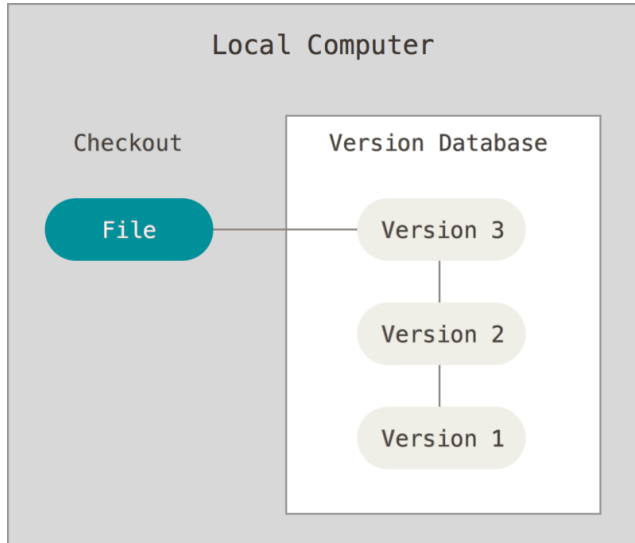 Local Computer
Checkout
Version Database
File
Version 3
Version 2
Version 1